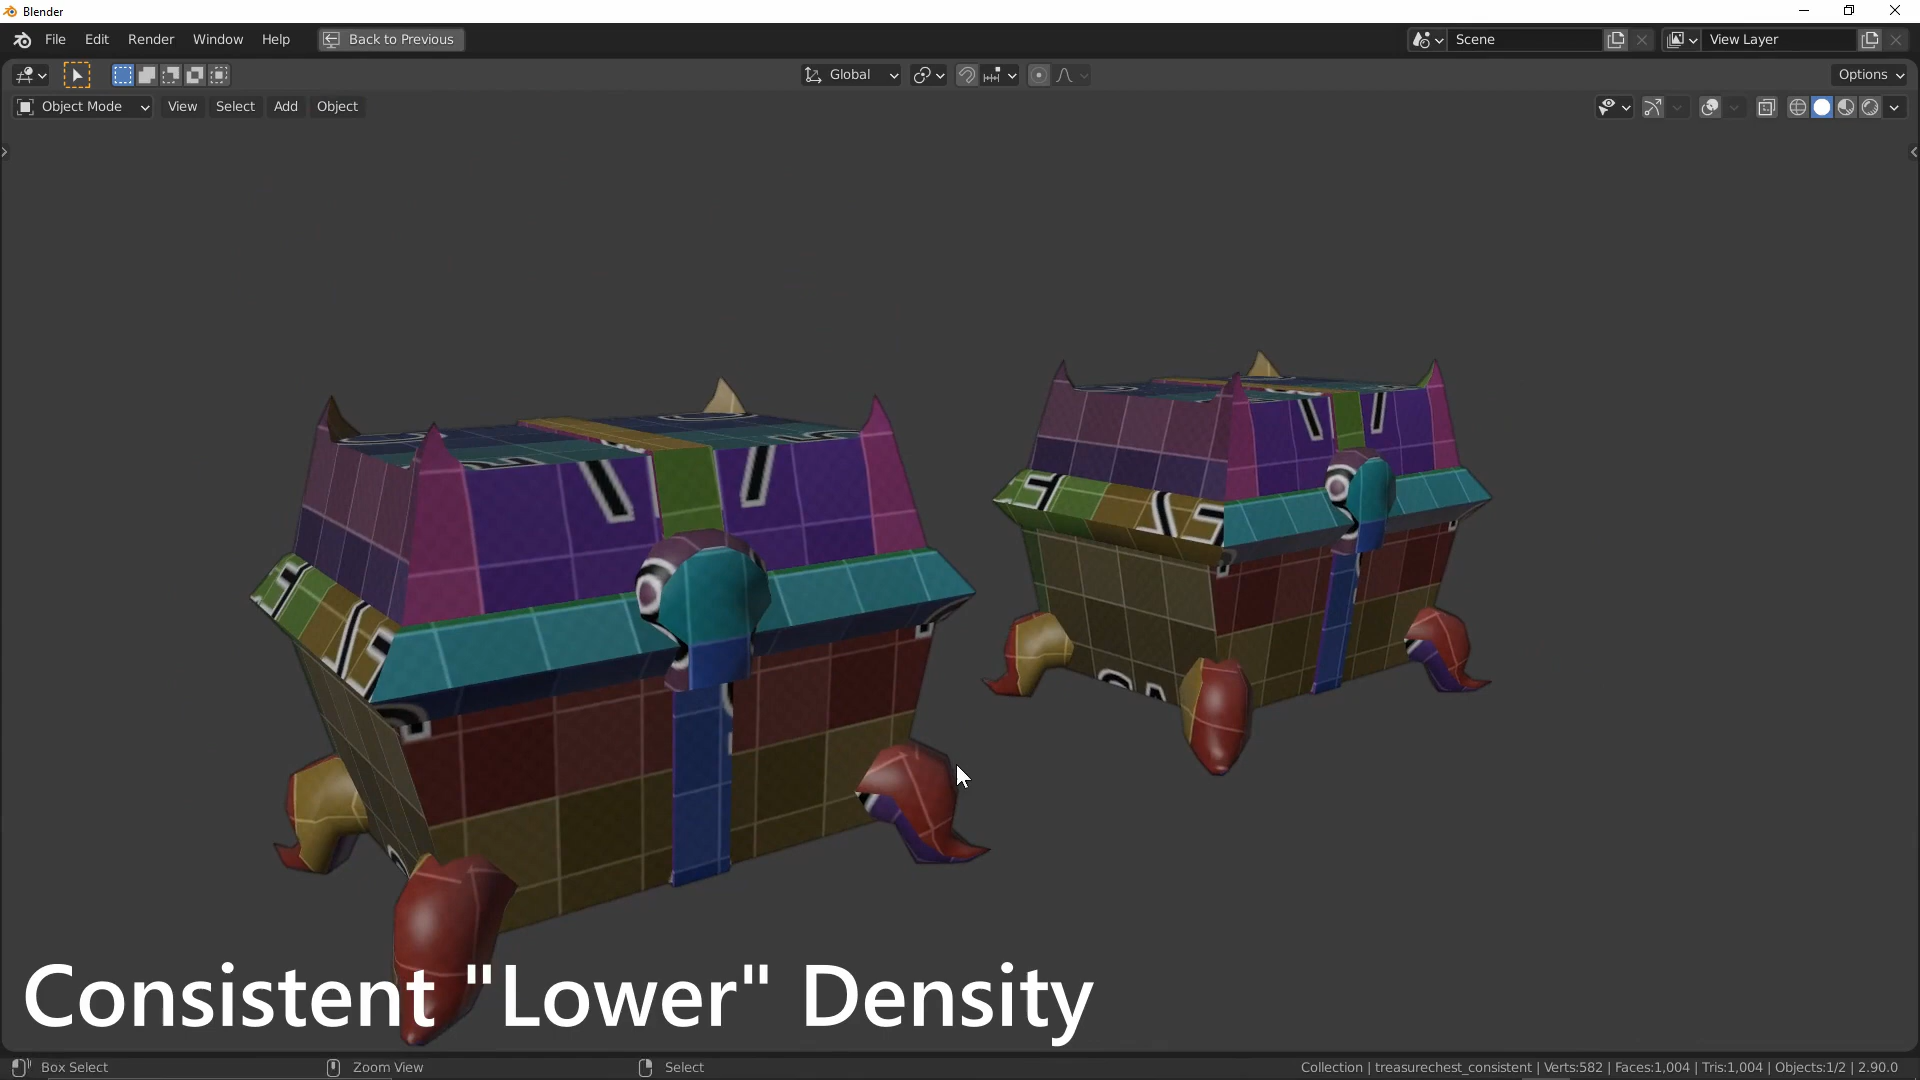 Blender
File Edit Render Window Help Back to Previous Scene View Layer
Global Options
Object Mode View Select Add Object
Consistent "Lower" Density
Box Select Zoom View Select Collection | treasurechest_consistent | Verts:582 | Faces:1,004 | Tris:1,004 | Objects:1/2 | 2.90.0